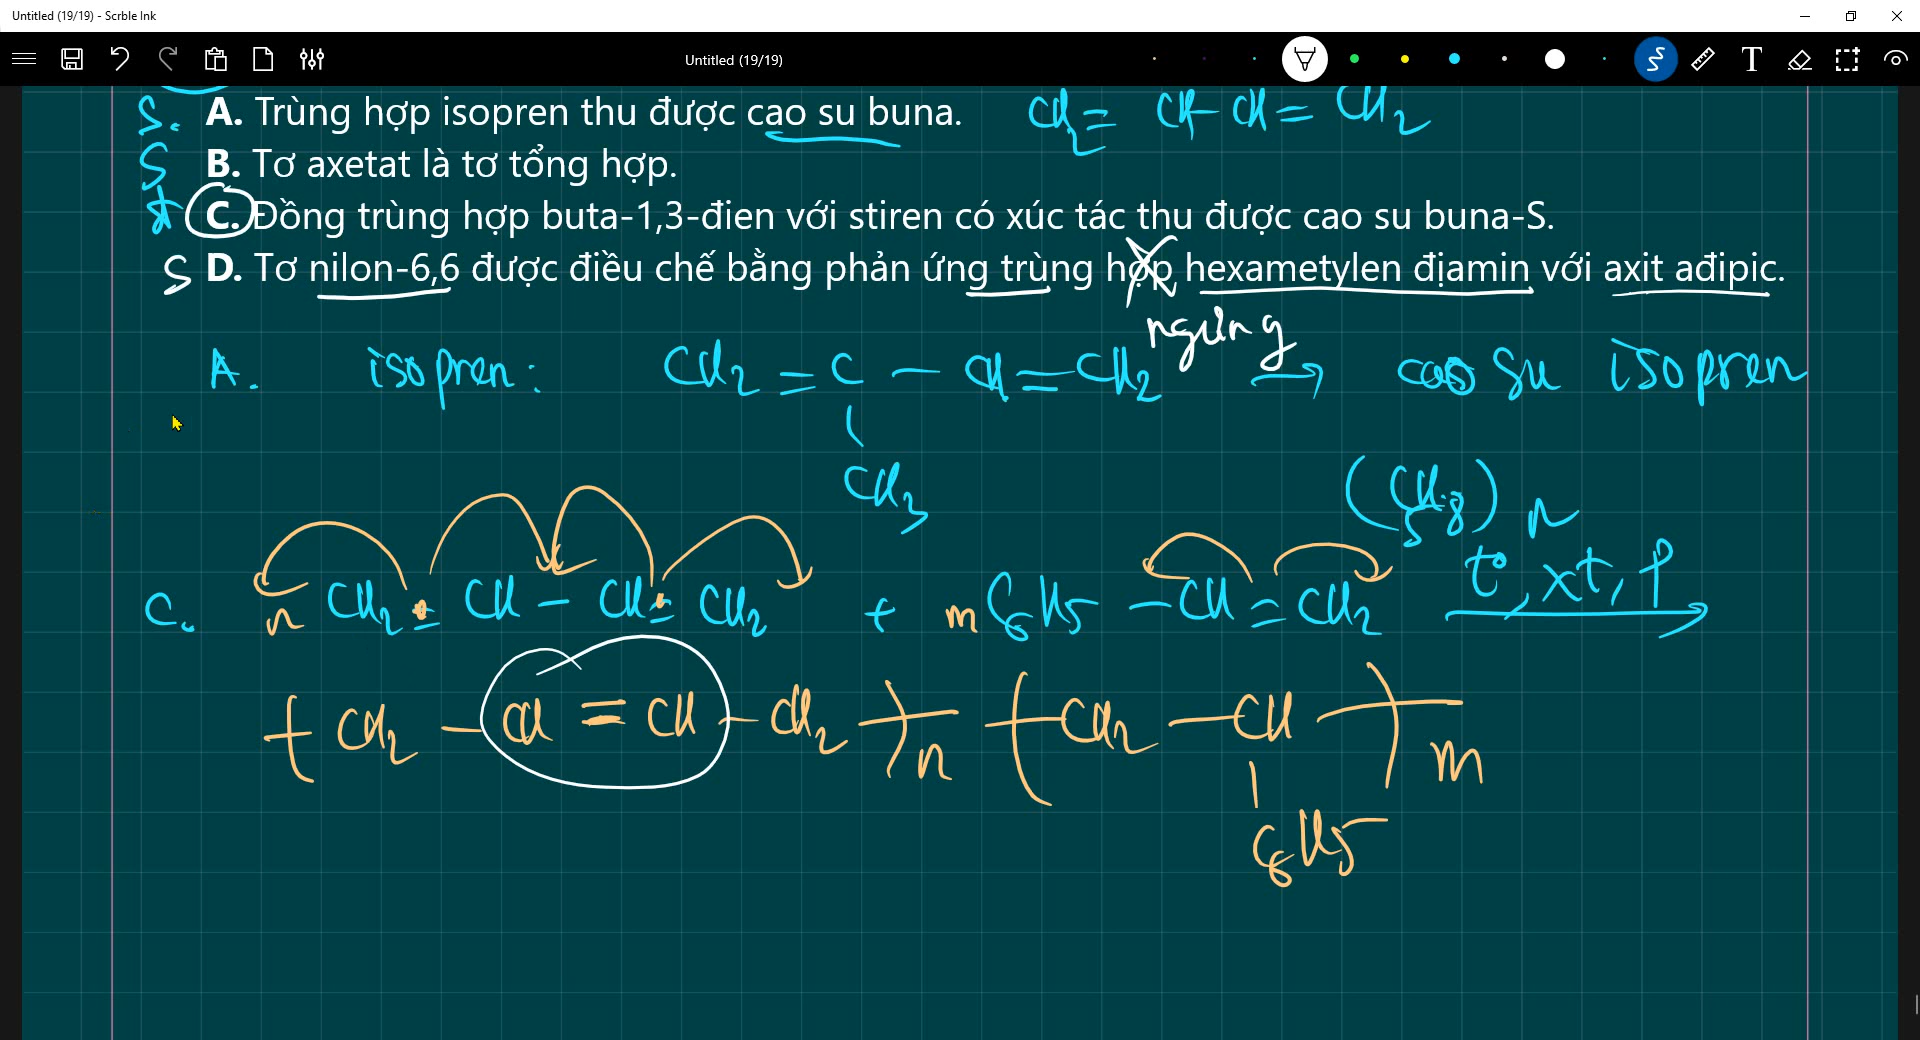 Untitled (19/19) - Scrble Ink
Untitled (19/19)
S. A. Trùng hợp isopren thu được cao su buna. CH2 = CH - CH = CH2
S B. Tơ axetat là tơ tổng hợp.
C. Đồng trùng hợp buta-1,3-đien với stiren có xúc tác thu được cao su buna-S.
S D. Tơ nilon-6,6 được điều chế bằng phản ứng trùng hợp hexametylen địamin với axit ađipic.
ngưng
A. isopren: CH2 = C - CH = CH2 → cao su isopren
CH3
(C5H8)n
C. n CH2 = CH - CH = CH2 + m C6H5 - CH = CH2 t°, xt, p
( CH2 - CH = CH - CH2 )n ( CH2 - CH )m
C6H5